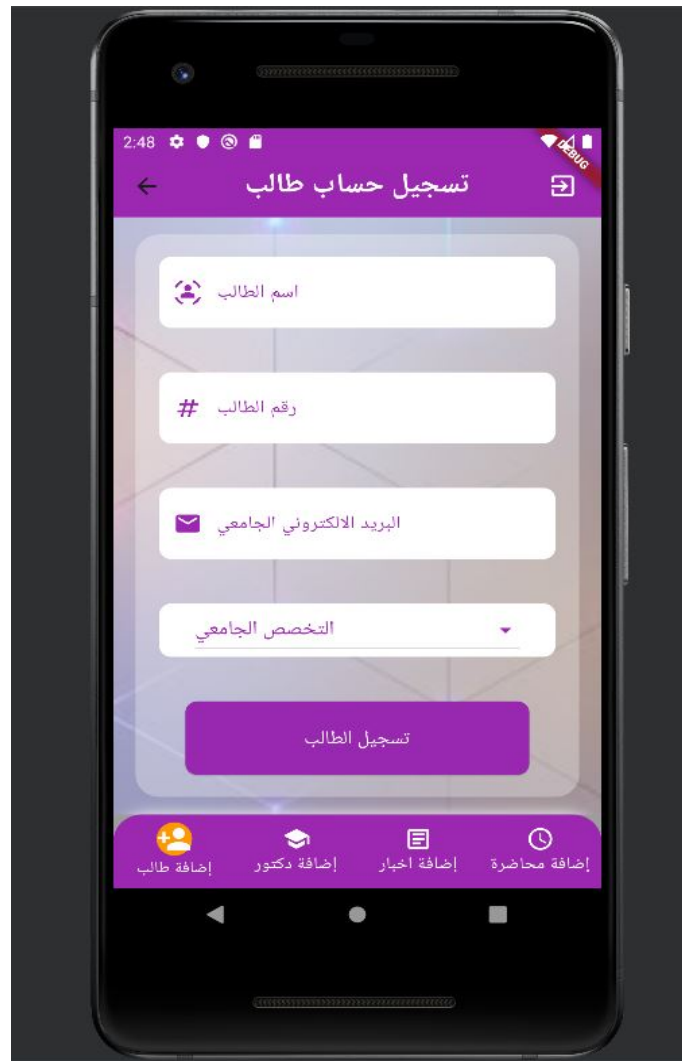 2:48
DEBUG
تسجيل حساب طالب
اسم الطالب
رقم الطالب
#
البريد الالكتروني الجامعي
التخصص الجامعي
تسجيل الطالب
إضافة محاضرة
إضافة اخبار
إضافة دكتور
إضافة طالب